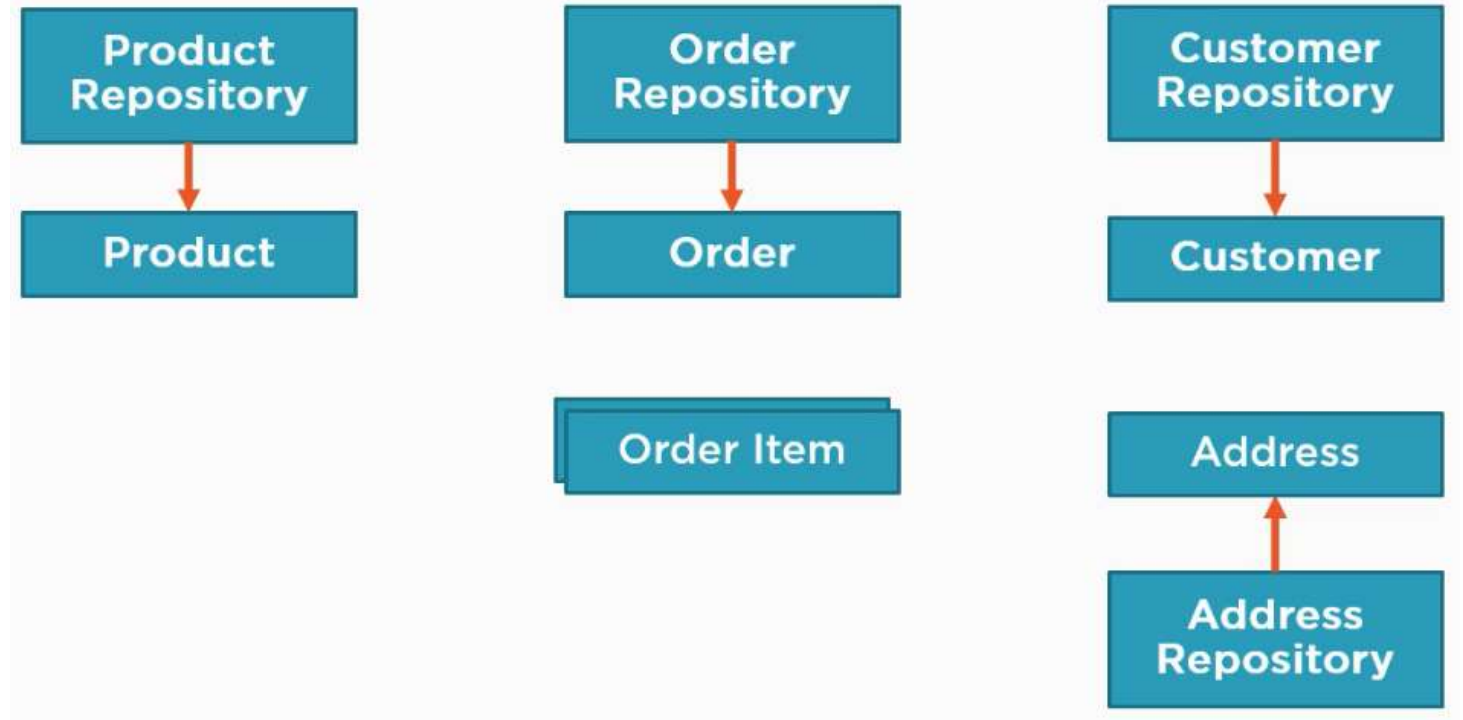 Product
Repository
Order
Repository
Customer
Repository
Product
Order
Customer
Order Item
Address
Address
Repository